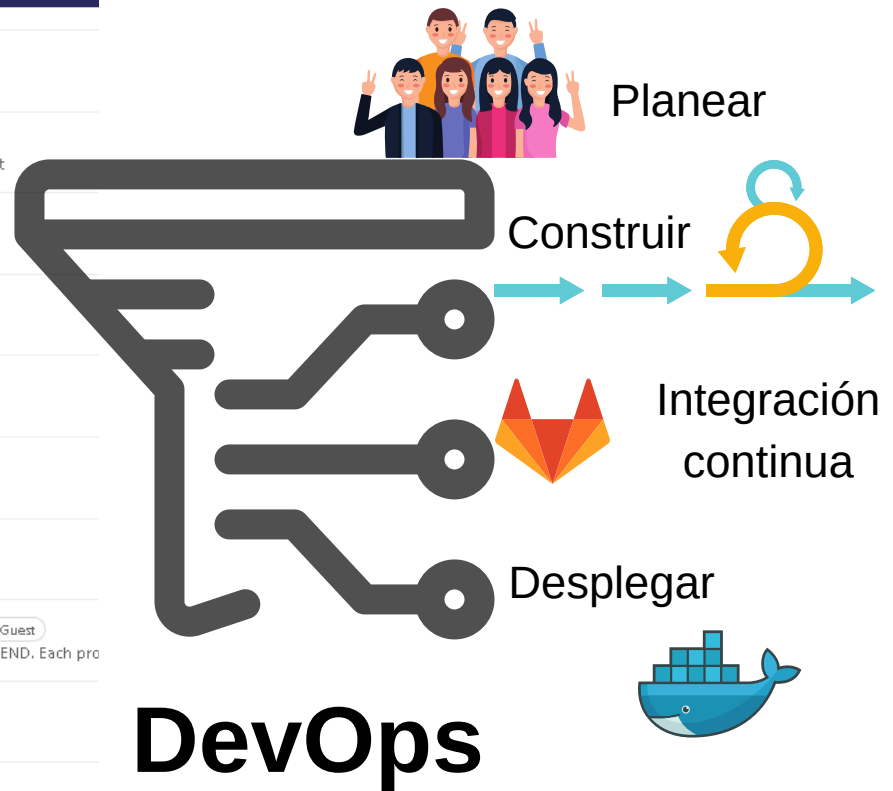 Planear
t
Construir
Integración
continua
Desplegar
Guest
END. Each pro
DevOps